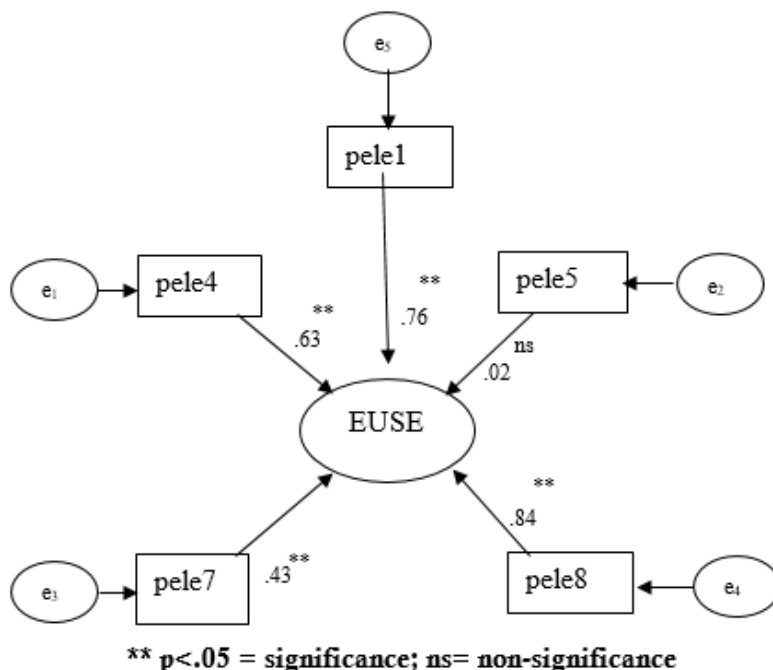 e₅
pele1
pele4
pele5
e₁
e₂
**
.63
**
.76
ns
.02
EUSE
**
.84
.43**
e₃
pele7
pele8
e₄
** p<.05 = significance; ns= non-significance